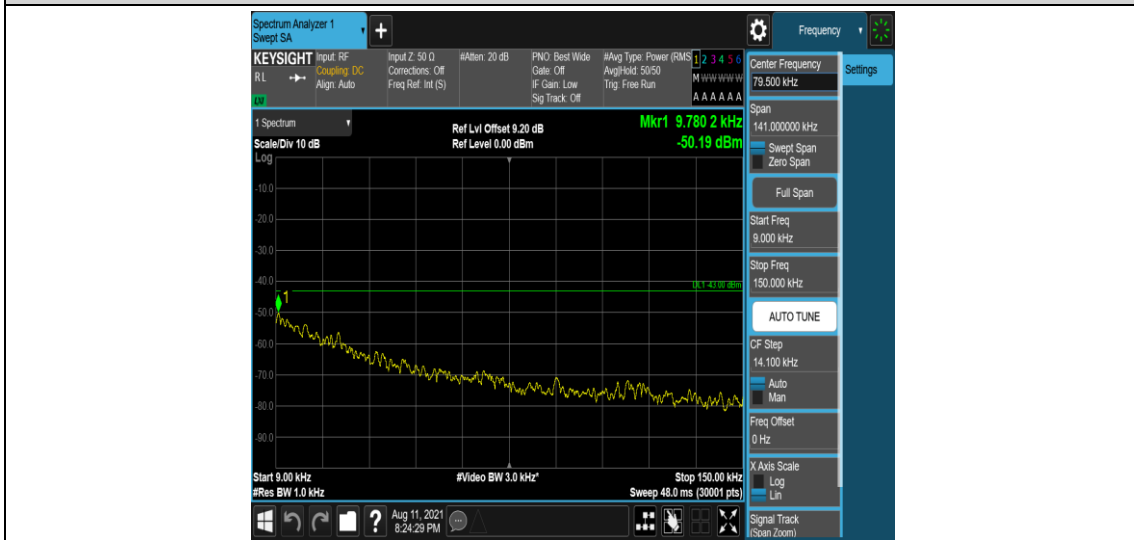 Spectrum Analyzer 1
Swept SA
Frequency
KEYSIGHT
RL
Input: RF
Coupling: DC
Align: Auto
Input Z: 50 Ω
Corrections: Off
Freq Ref: Int (S)
#Atten: 20 dB
PNO: Best Wide
Gate: Off
IF Gain: Low
Sig Track: Off
#Avg Type: Power (RMS
Avg|Hold: 50/50
Trig: Free Run
1 2 3 4 5 6
M W W W W W
A A A A A A
1 Spectrum
Scale/Div 10 dB
Ref Lvl Offset 9.20 dB
Ref Level 0.00 dBm
Mkr1 9.780 2 kHz
-50.19 dBm
Log
-10.0
-20.0
-30.0
-40.0
-50.0
-60.0
-70.0
-80.0
-90.0
DL1 -43.00 dBm
1
Start 9.00 kHz
#Res BW 1.0 kHz
#Video BW 3.0 kHz*
Stop 150.00 kHz
Sweep 48.0 ms (30001 pts)
Aug 11, 2021
8:24:29 PM
Center Frequency
79.500 kHz
Settings
Span
141.000000 kHz
Swept Span
Zero Span
Full Span
Start Freq
9.000 kHz
Stop Freq
150.000 kHz
AUTO TUNE
CF Step
14.100 kHz
Auto
Man
Freq Offset
0 Hz
X Axis Scale
Log
Lin
Signal Track
(Span Zoom)